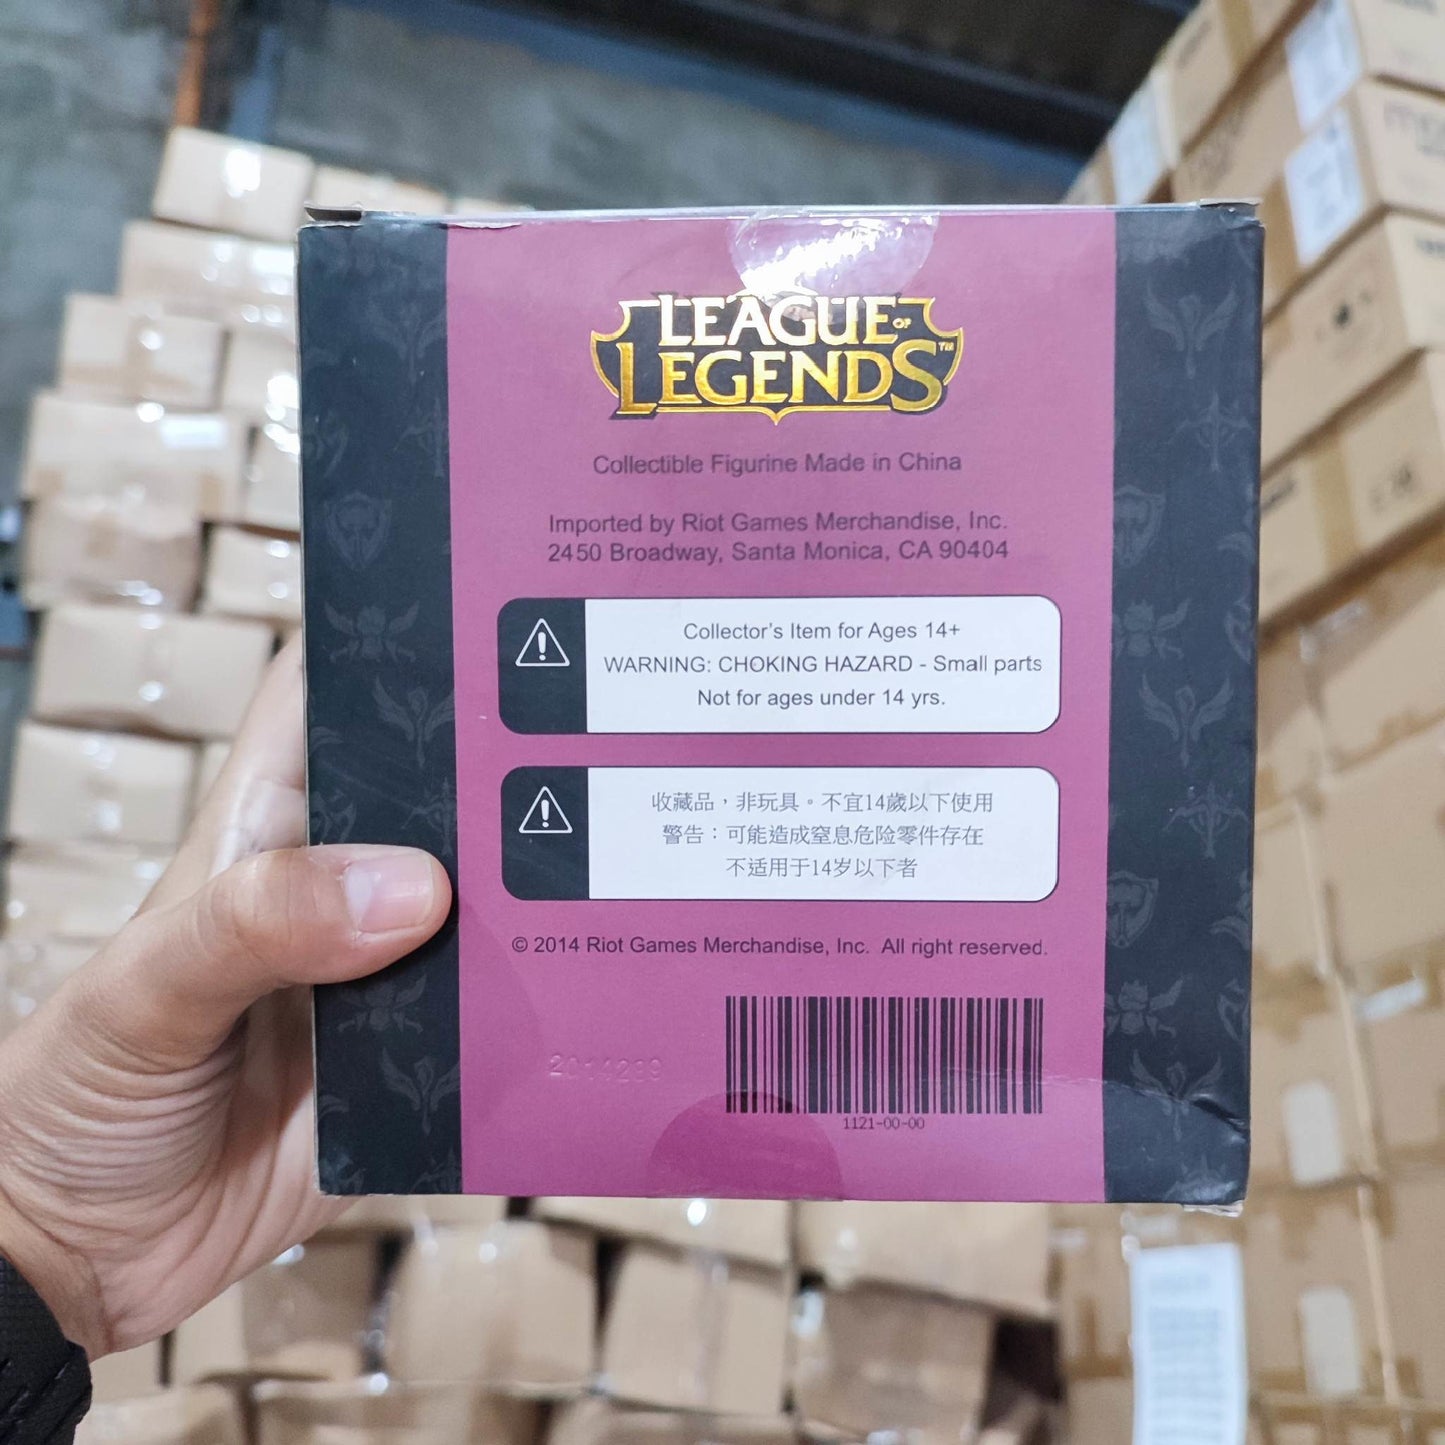 LEAGUE OF
LEGENDS™
Collectible Figurine Made in China
Imported by Riot Games Merchandise, Inc.
2450 Broadway, Santa Monica, CA 90404
Collector's Item for Ages 14+
WARNING: CHOKING HAZARD - Small parts
Not for ages under 14 yrs.
收藏品，非玩具。不宜14歲以下使用
警告：可能造成窒息危险零件存在
不适用于14岁以下者
© 2014 Riot Games Merchandise, Inc. All right reserved.
2014289
1121-00-00